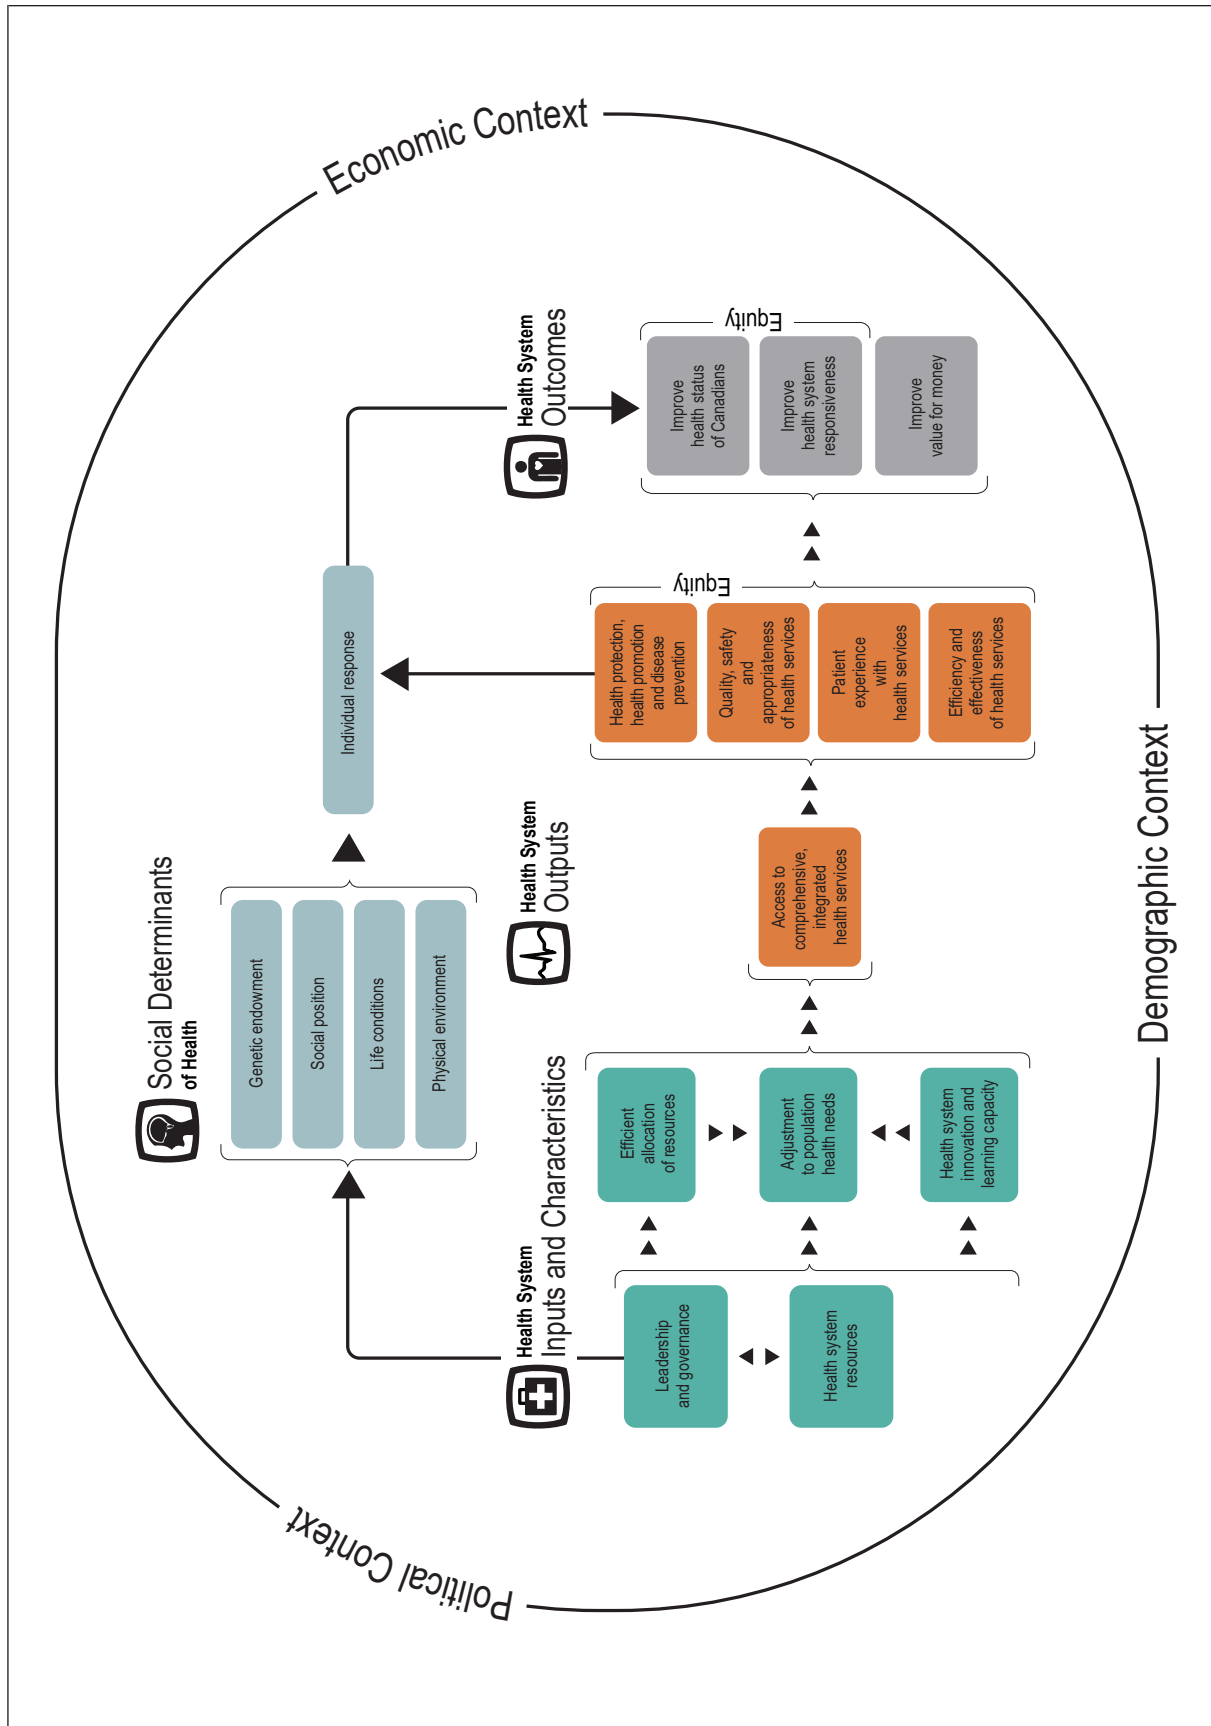 Political Context
Economic Context
Demographic Context
Social Determinants
of Health
Genetic endowment
Social position
Life conditions
Physical environment
Individual response
Health System
Inputs and Characteristics
Leadership
and governance
Health system
resources
Efficient
allocation
of resources
Adjustment
to population
health needs
Health system
innovation and
learning capacity
Health System
Outputs
Access to
comprehensive,
integrated
health services
Health protection,
health promotion
and disease
prevention
Quality, safety
and
appropriateness
of health services
Patient
experience
with
health services
Efficiency and
effectiveness
of health services
Equity
Health System
Outcomes
Improve
health status
of Canadians
Improve
health system
responsiveness
Improve
value for money
Equity